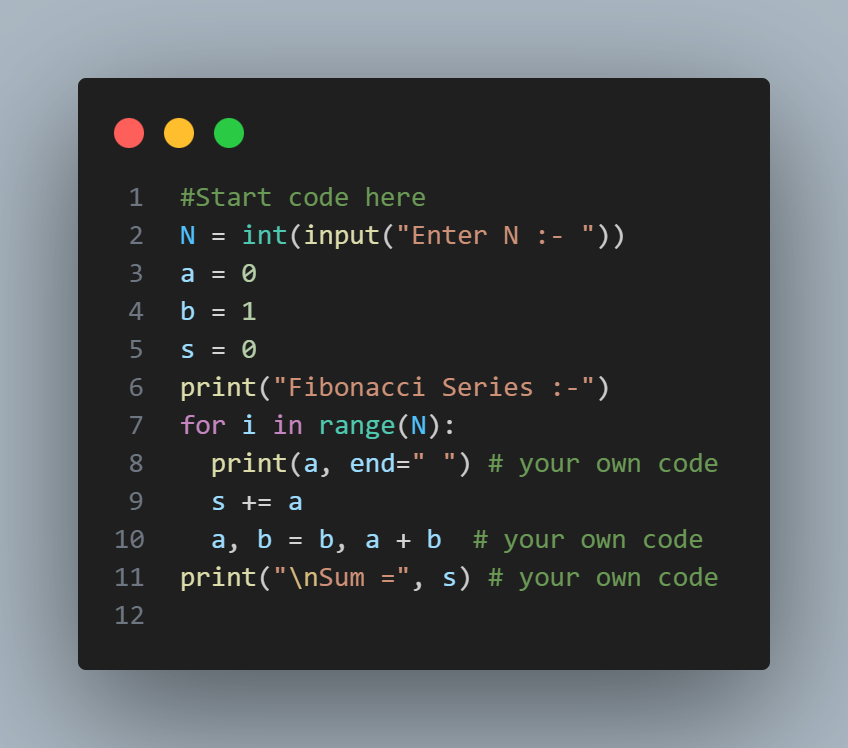 1 #Start code here
2 N = int(input("Enter N :- "))
3 a = 0
4 b = 1
5 s = 0
6 print("Fibonacci Series :-")
7 for i in range(N):
8   print(a, end=" ") # your own code
9   s += a
10   a, b = b, a + b  # your own code
11 print("\nSum =", s) # your own code
12